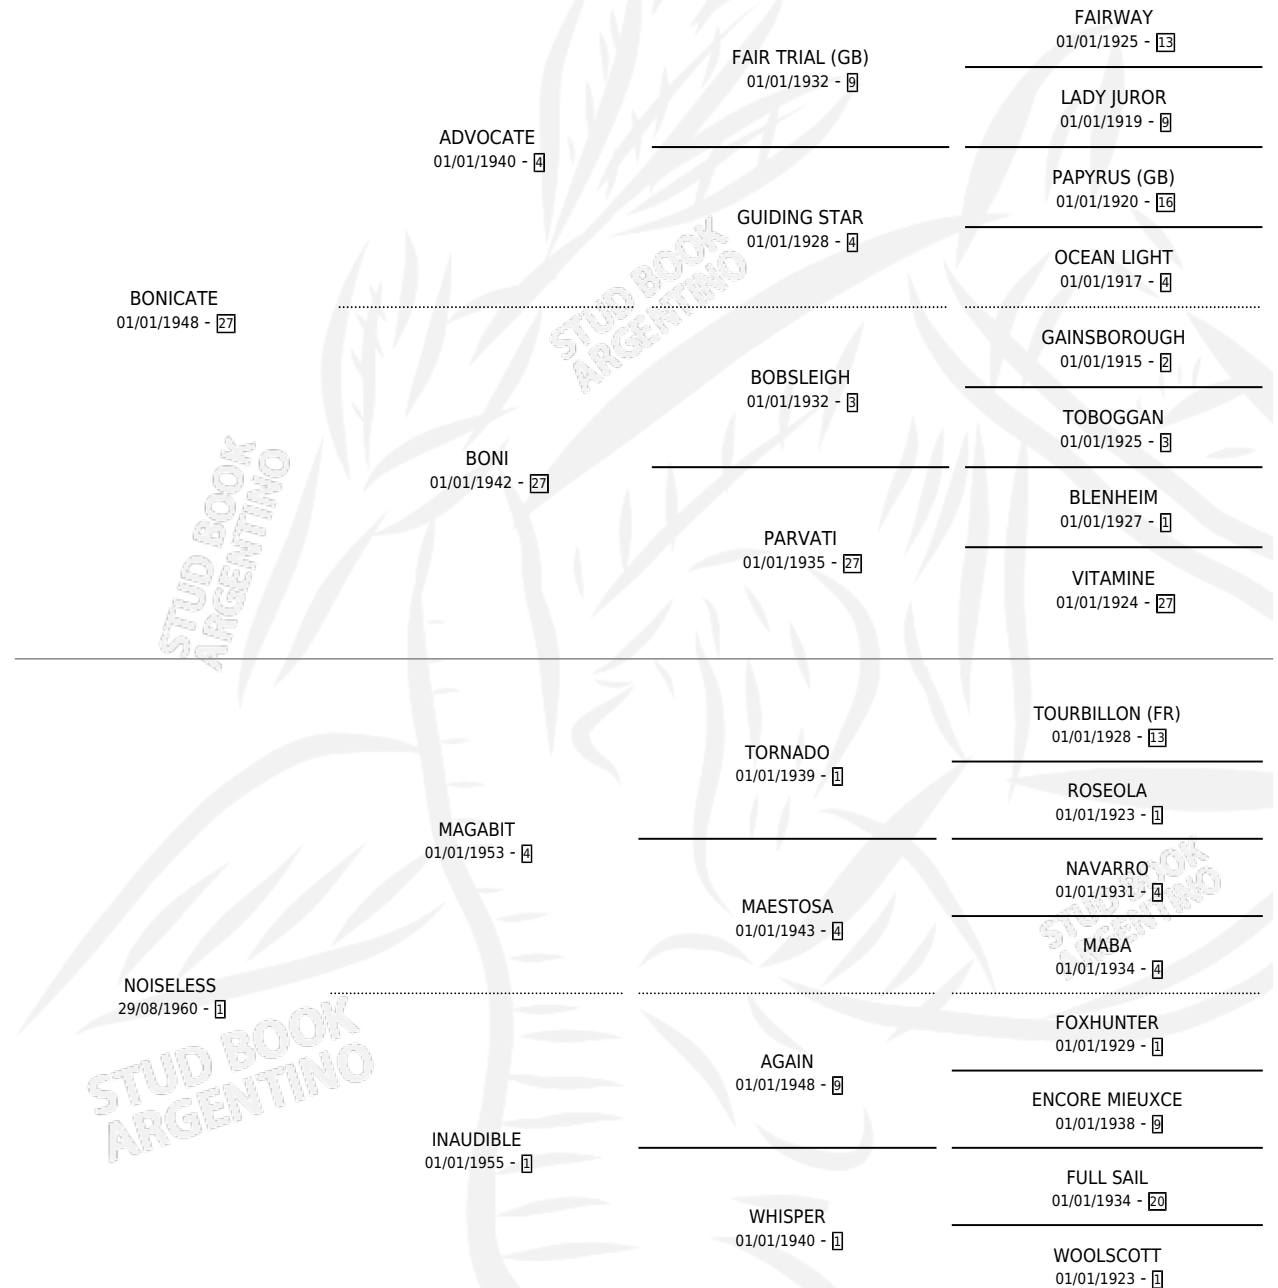 FAIRWAY
01/01/1925 - 13
FAIR TRIAL (GB)
01/01/1932 - 9
LADY JUROR
01/01/1919 - 9
ADVOCATE
01/01/1940 - 4
PAPYRUS (GB)
01/01/1920 - 16
GUIDING STAR
01/01/1928 - 4
OCEAN LIGHT
01/01/1917 - 4
BONICATE
01/01/1948 - 27
GAINSBOROUGH
01/01/1915 - 2
BOBSLEIGH
01/01/1932 - 3
TOBOGGAN
01/01/1925 - 3
BONI
01/01/1942 - 27
BLENHEIM
01/01/1927 - 1
PARVATI
01/01/1935 - 27
VITAMINE
01/01/1924 - 27
STUD BOOK
ARGENTINO
STUD BOOK
ARGENTINO
TOURBILLON (FR)
01/01/1928 - 13
TORNADO
01/01/1939 - 1
ROSEOLA
01/01/1923 - 1
MAGABIT
01/01/1953 - 4
NAVARRO
01/01/1931 - 4
MAESTOSA
01/01/1943 - 4
MABA
01/01/1934 - 4
STUD BOOK
ARGENTINO
NOISELESS
29/08/1960 - 1
FOXHUNTER
01/01/1929 - 1
AGAIN
01/01/1948 - 9
ENCORE MIEUXCE
01/01/1938 - 9
INAUDIBLE
01/01/1955 - 1
FULL SAIL
01/01/1934 - 20
WHISPER
01/01/1940 - 1
WOOLSCOTT
01/01/1923 - 1
STUD BOOK
ARGENTINO